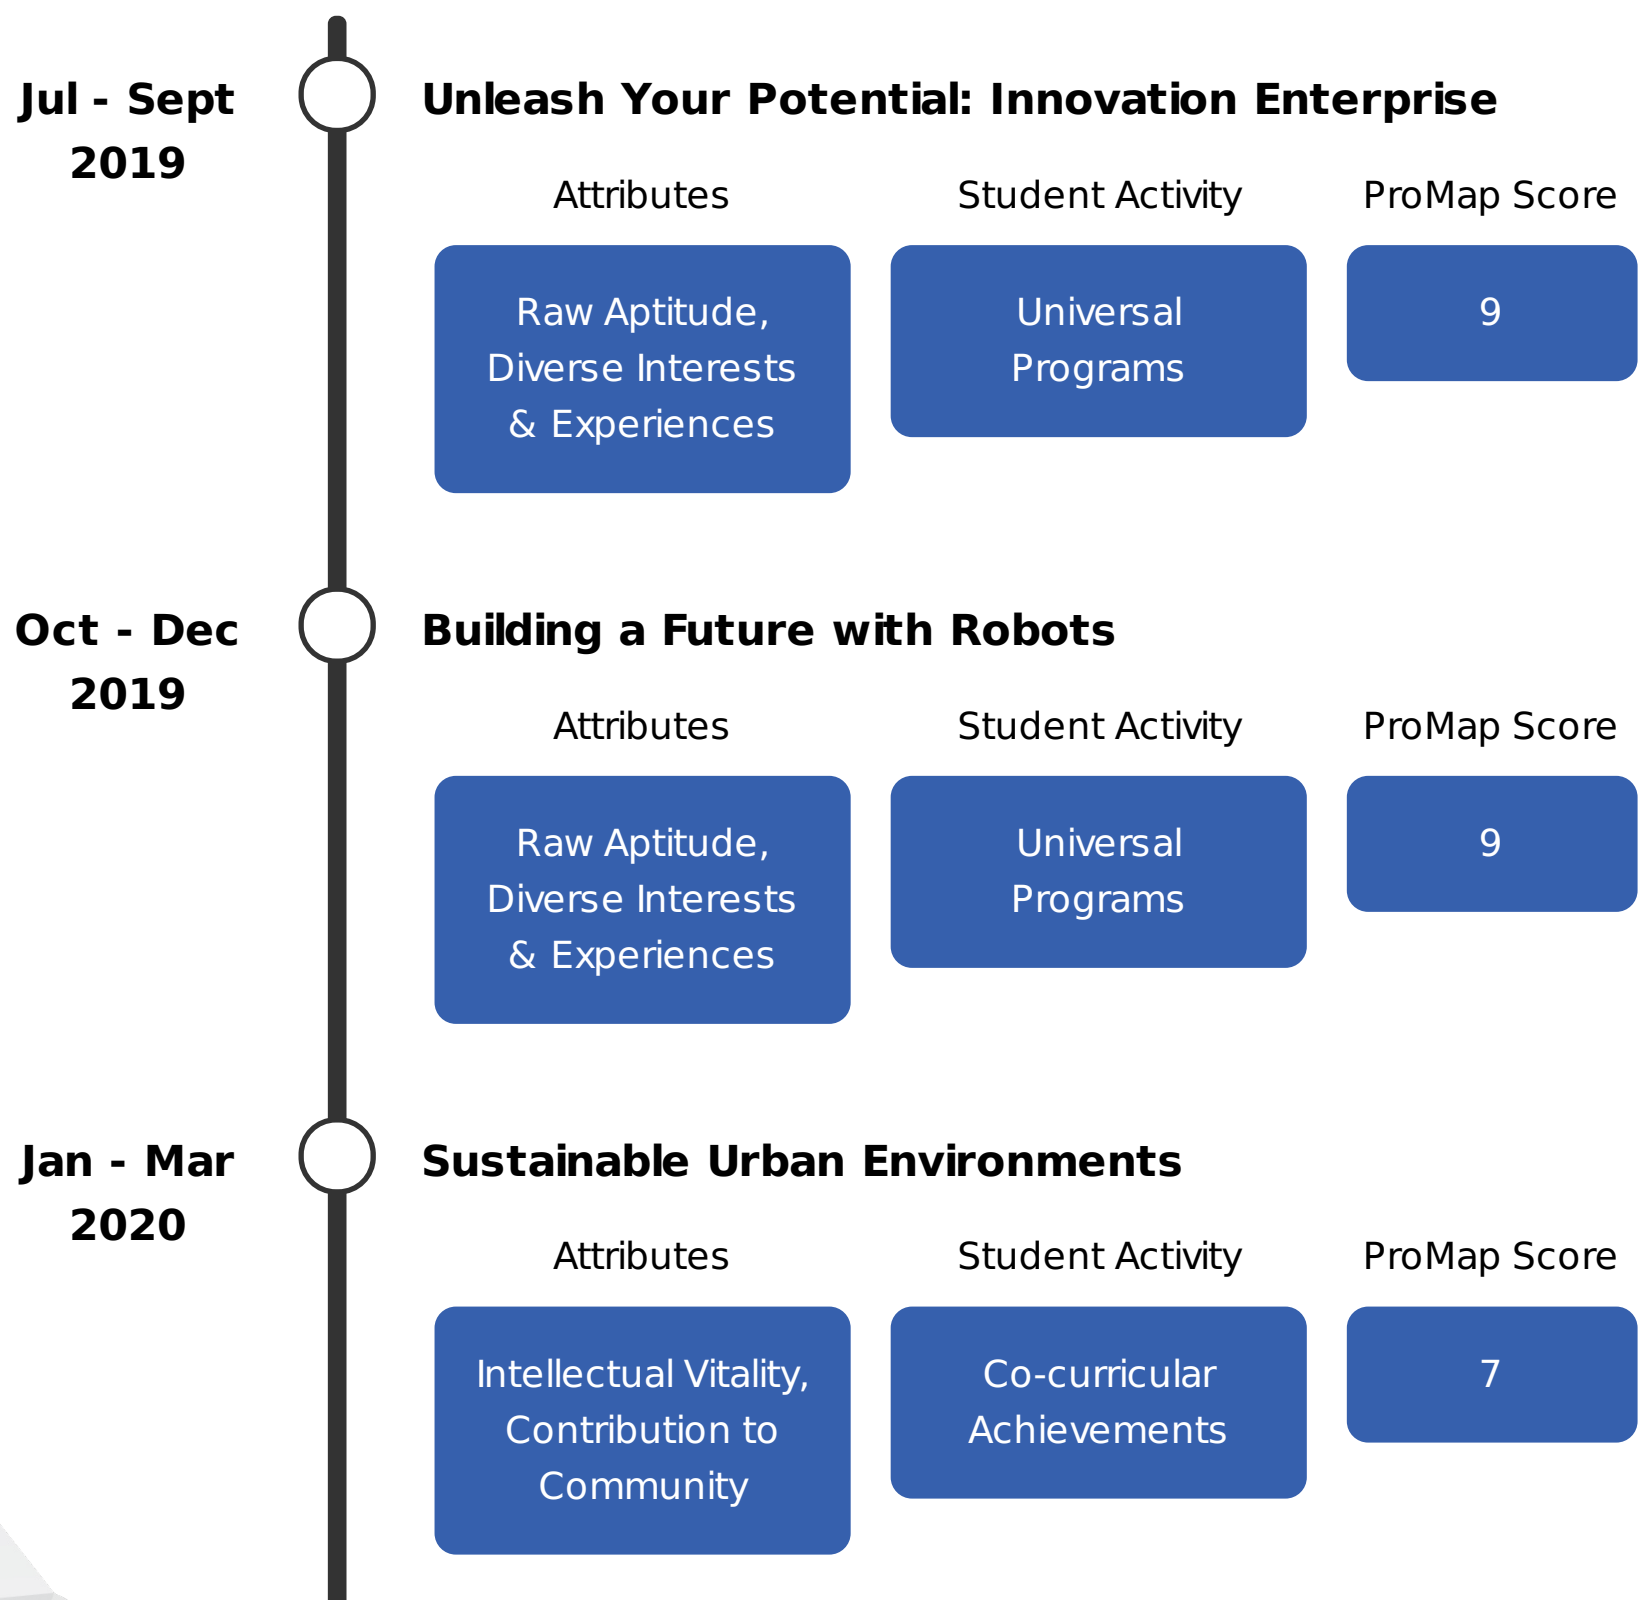 Jul - Sept
2019
Unleash Your Potential: Innovation Enterprise
Attributes
Student Activity
ProMap Score
Raw Aptitude,
Diverse Interests
& Experiences
Universal
Programs
9
Oct - Dec
2019
Building a Future with Robots
Attributes
Student Activity
ProMap Score
Raw Aptitude,
Diverse Interests
& Experiences
Universal
Programs
9
Jan - Mar
2020
Sustainable Urban Environments
Attributes
Student Activity
ProMap Score
Intellectual Vitality,
Contribution to
Community
Co-curricular
Achievements
7